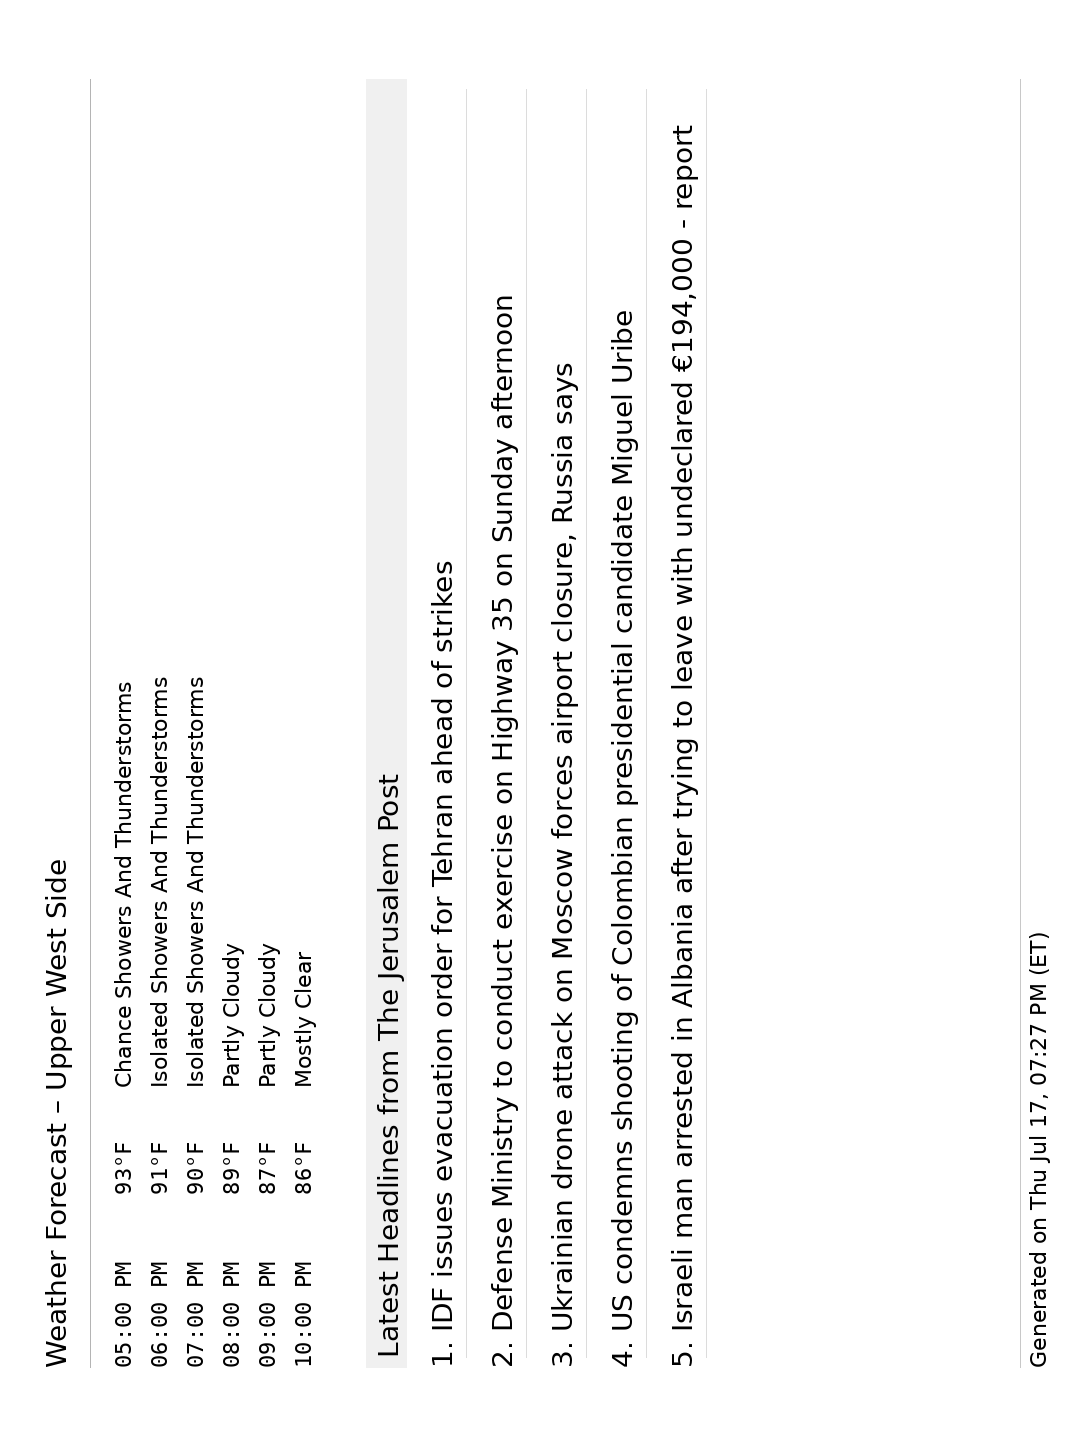 Weather Forecast – Upper West Side
05:00 PM 93°F Chance Showers And Thunderstorms
06:00 PM 91°F Isolated Showers And Thunderstorms
07:00 PM 90°F Isolated Showers And Thunderstorms
08:00 PM 89°F Partly Cloudy
09:00 PM 87°F Partly Cloudy
10:00 PM 86°F Mostly Clear
Latest Headlines from The Jerusalem Post
1. IDF issues evacuation order for Tehran ahead of strikes
2. Defense Ministry to conduct exercise on Highway 35 on Sunday afternoon
3. Ukrainian drone attack on Moscow forces airport closure, Russia says
4. US condemns shooting of Colombian presidential candidate Miguel Uribe
5. Israeli man arrested in Albania after trying to leave with undeclared €194,000 - report
Generated on Thu Jul 17, 07:27 PM (ET)